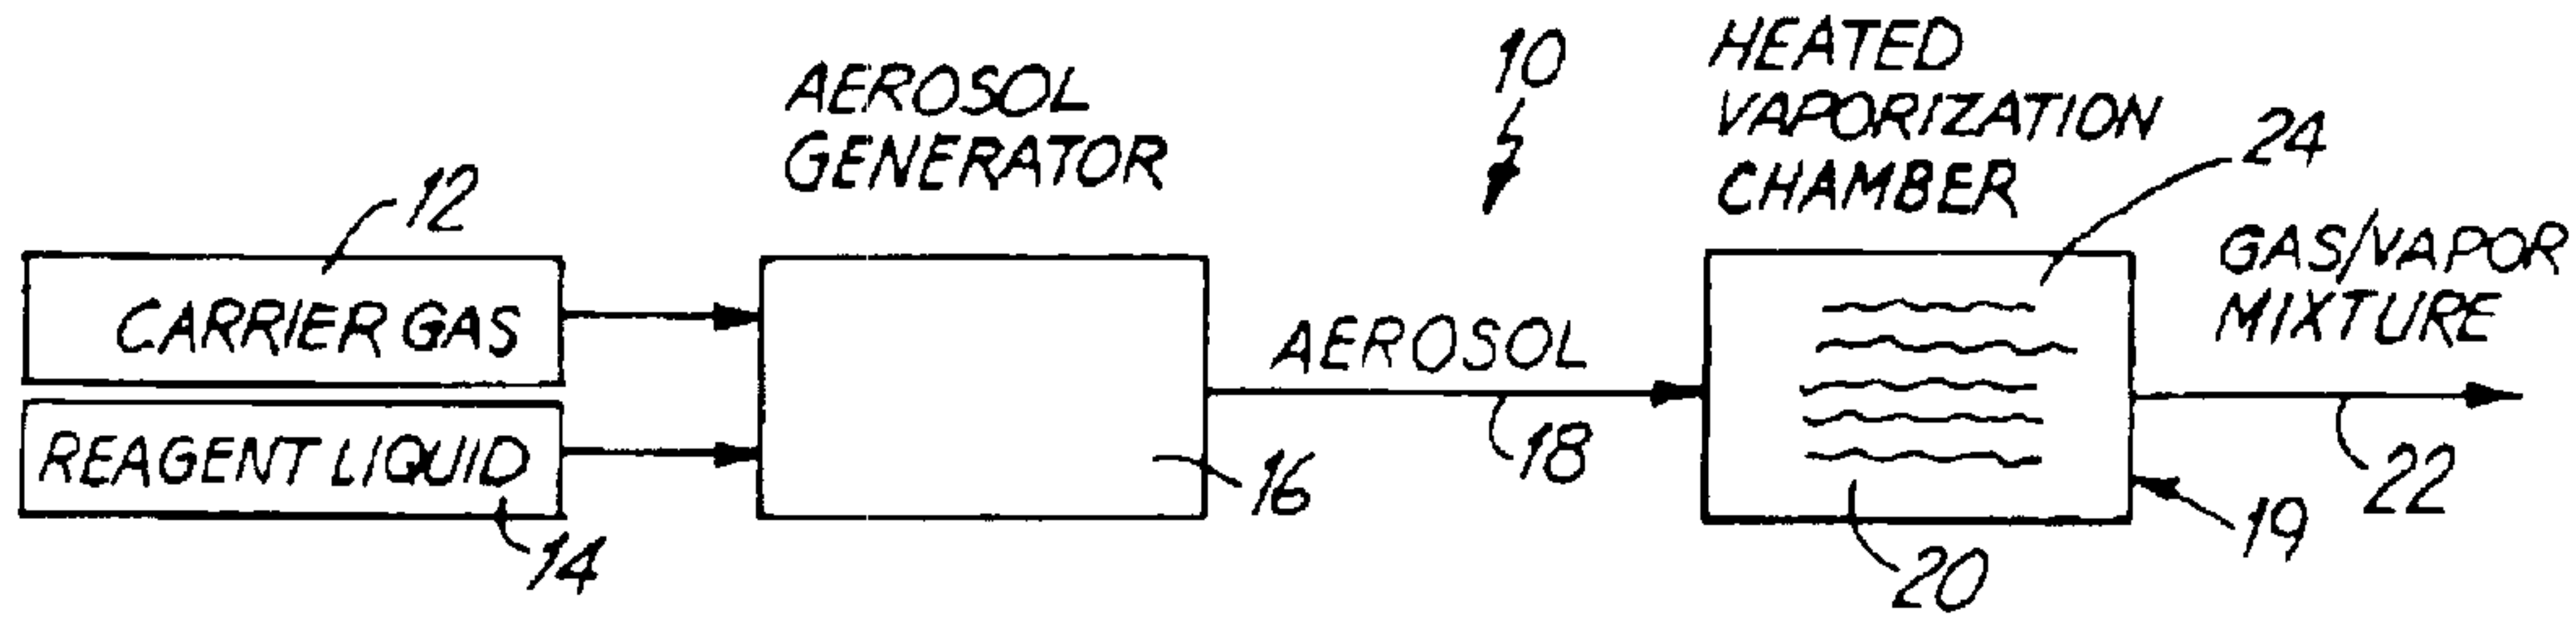 10
HEATED
VAPORIZATION
CHAMBER
AEROSOL
GENERATOR
24
12
GAS/VAPOR
MIXTURE
CARRIER GAS
AEROSOL
REAGENT LIQUID
14
16
18
20
19
22